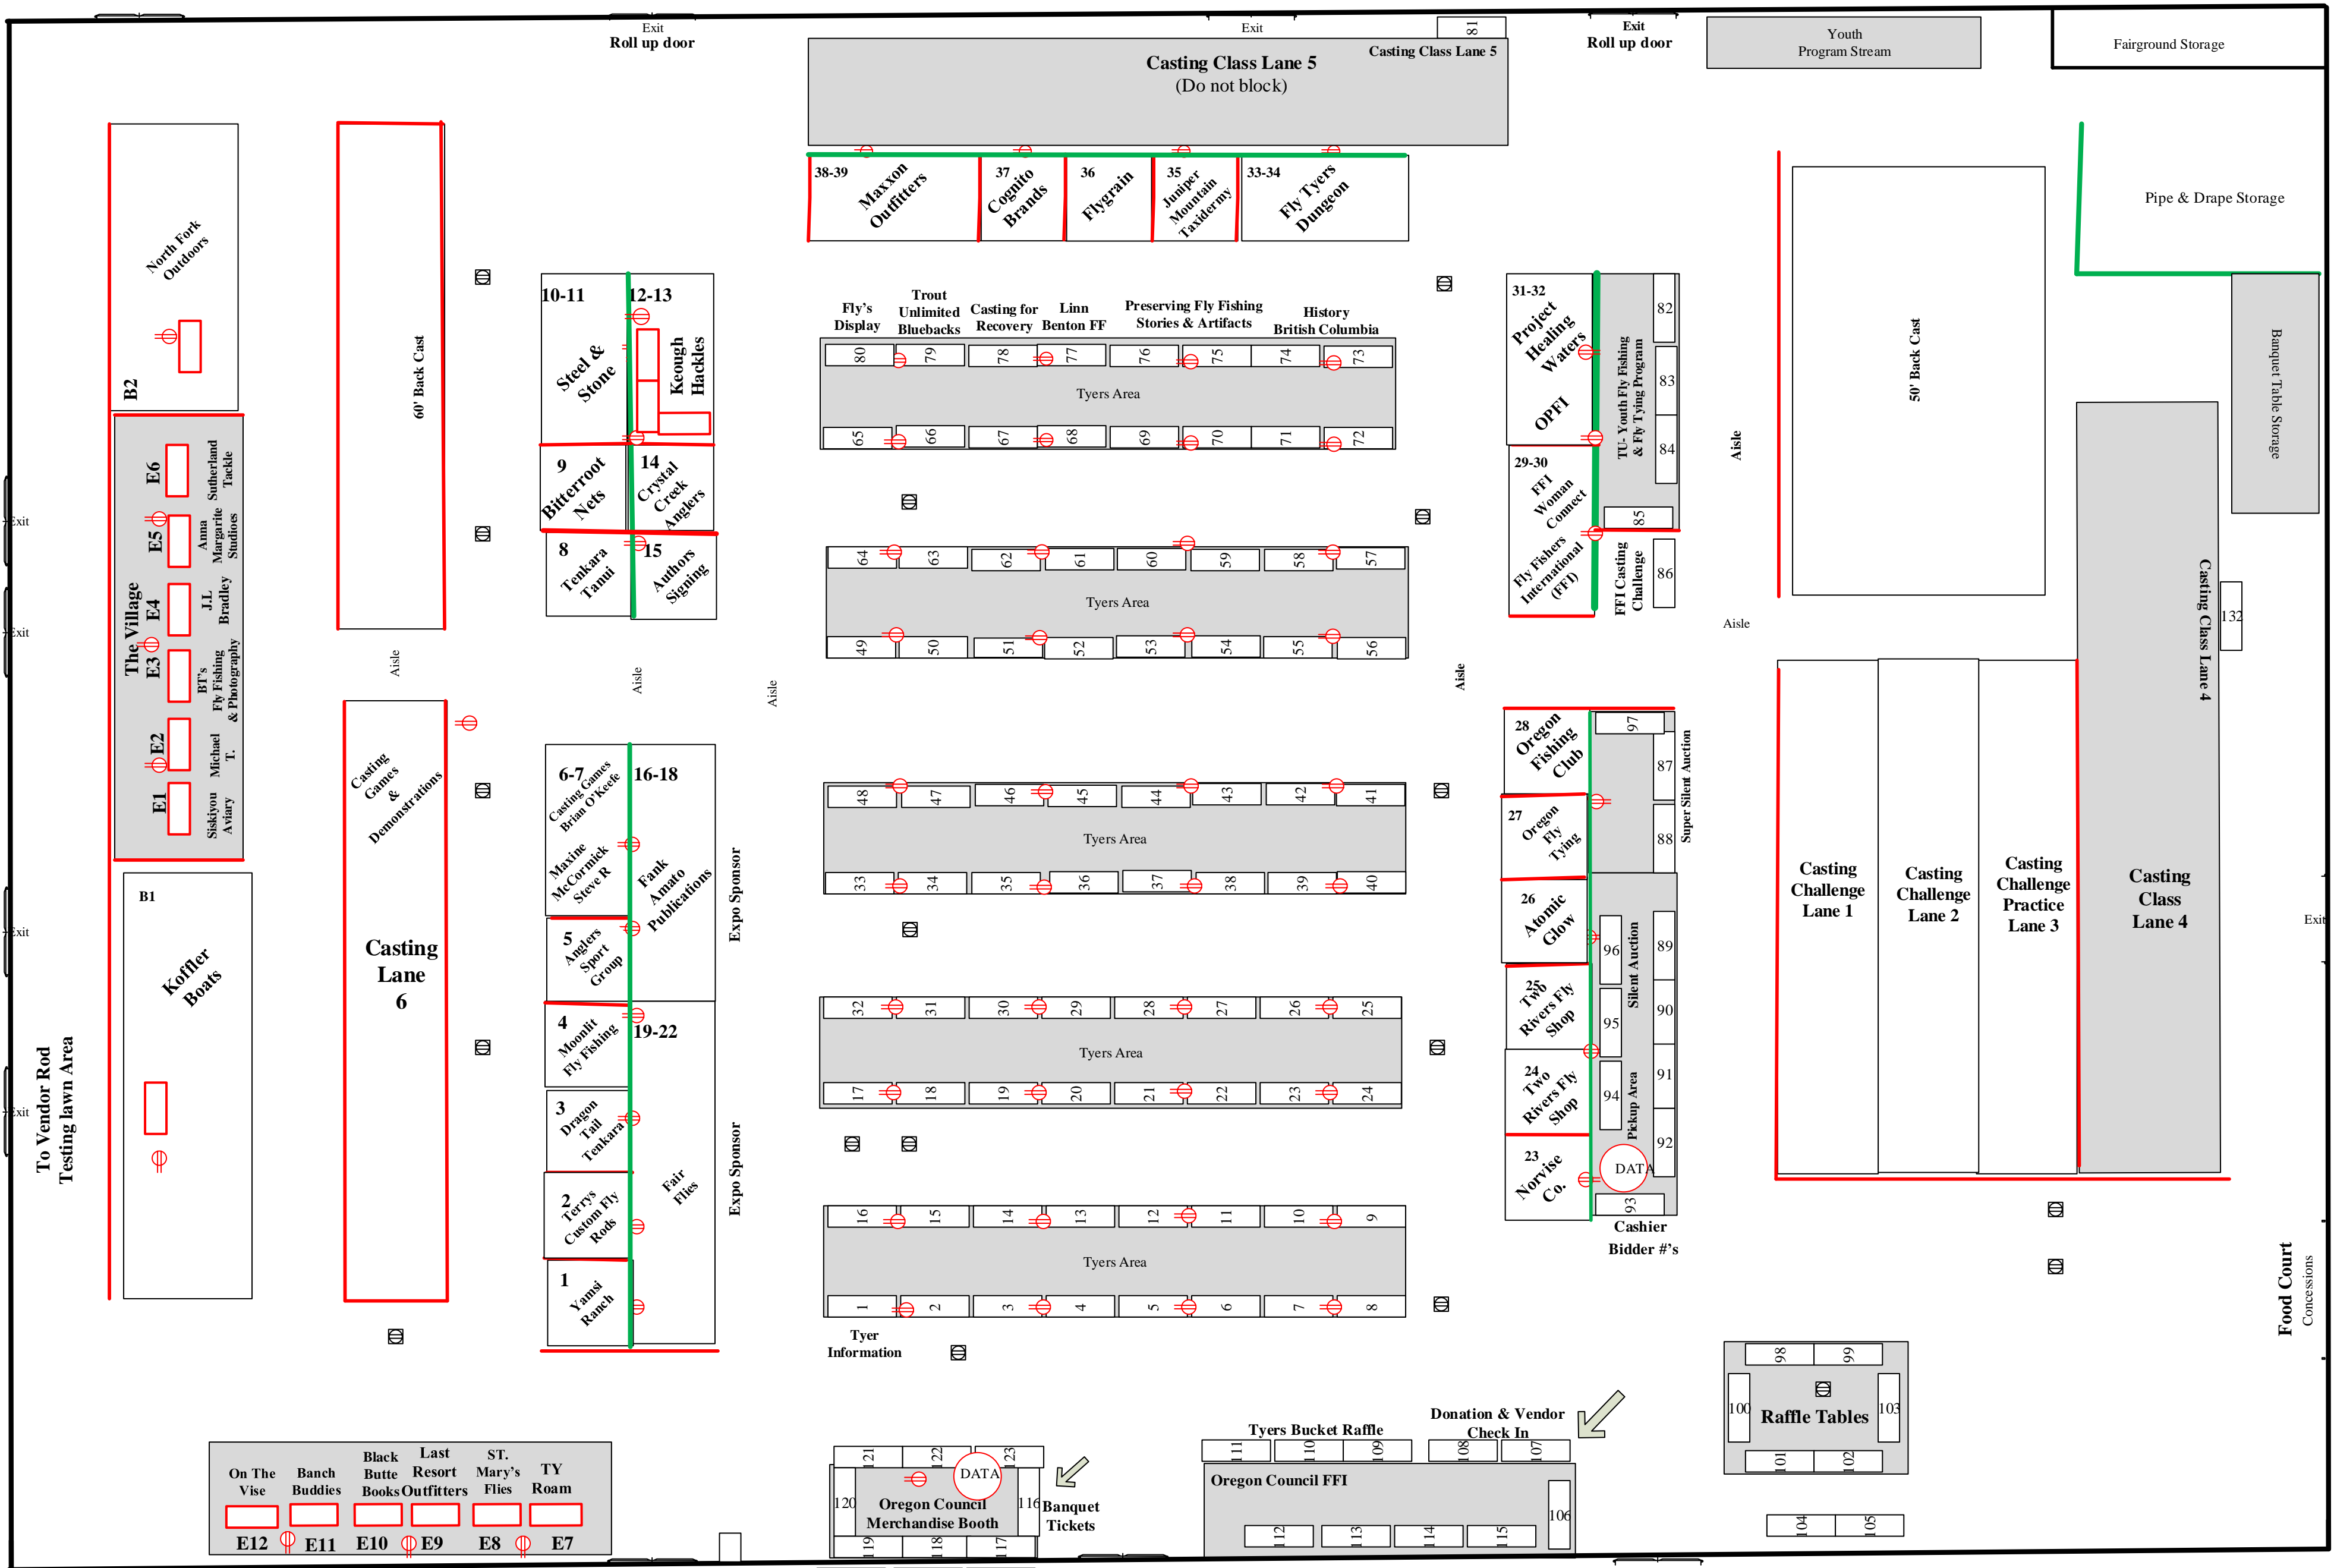 Exit
Roll up door
Exit
81
Exit
Roll up door
Youth
Program Stream
Fairground Storage
Casting Class Lane 5
Casting Class Lane 5
(Do not block)
38-39
Maxxon
Outfitters
37
Cognito
Brands
36
Flygrain
35
Juniper
Mountain
Taxidermy
33-34
Fly Tyers
Dungeon
Pipe & Drape Storage
Banquet Table Storage
North Fork
Outdoors
B2
60' Back Cast
10-11
Steel &
Stone
12-13
Keough
Hackles
9
Bitterroot
Nets
14
Crystal
Creek
Anglers
8
Tenkara
Tanui
15
Authors
Signing
Fly's
Display
Trout
Unlimited
Bluebacks
Casting for
Recovery
Linn
Benton FF
Preserving Fly Fishing
Stories & Artifacts
History
British Columbia
80
79
78
77
76
75
74
73
Tyers Area
65
66
67
68
69
70
71
72
64
63
62
61
60
59
58
57
Tyers Area
49
50
51
52
53
54
55
56
31-32
Project
Healing
Waters
OPFI
29-30
FFI
Woman
Connect
Fly Fishers
International
(FFI)
TU- Youth Fly Fishing
& Fly Tying Program
82
83
84
85
FFI Casting
Challenge
86
Aisle
Aisle
50' Back Cast
Casting Class Lane 4
132
The Village
E6
Sutherland
Tackle
E5
Anna
Margarite
Studioes
E4
J.L
Bradley
E3
BT's
Fly Fishing
& Photography
E2
Michael
T.
E1
Siskiyou
Aviary
Exit
Exit
Exit
Exit
Aisle
Aisle
Aisle
Aisle
B1
Koffler
Boats
To Vendor Rod
Testing lawn Area
Casting
Games
&
Demonstrations
Casting
Lane
6
6-7
Casting Games
Brian O'Keefe
Maxine
McCormick
Steve R
16-18
Fank
Amato
Publications
Expo Sponsor
5
Anglers
Sport
Group
4
Moonlit
Fly Fishing
19-22
3
Dragon
Tail
Tenkara
2
Terrys
Custom Fly
Rods
1
Yamsi
Ranch
Fair
Flies
Expo Sponsor
48
47
46
45
44
43
42
41
Tyers Area
33
34
35
36
37
38
39
40
32
31
30
29
28
27
26
25
Tyers Area
17
18
19
20
21
22
23
24
16
15
14
13
12
11
10
9
Tyers Area
1
2
3
4
5
6
7
8
Tyer
Information
28
Oregon
Fishing
Club
27
Oregon
Fly
Tying
26
Atomic
Glow
25
Two
Rivers Fly
Shop
24
Two
Rivers Fly
Shop
23
Norvise
Co.
97
87
88
Super Silent Auction
96
95
94
Silent Auction
Pickup Area
89
90
91
92
DATA
93
Cashier
Bidder #'s
Casting
Challenge
Lane 1
Casting
Challenge
Lane 2
Casting
Challenge
Practice
Lane 3
Casting
Class
Lane 4
Exit
Food Court
Concessions
98
99
100
Raffle Tables
103
101
102
104
105
On The
Vise
Banch
Buddies
Black
Butte
Books
Last
Resort
Outfitters
ST.
Mary's
Flies
TY
Roam
E12
E11
E10
E9
E8
E7
121
122
123
DATA
120
Oregon Council
Merchandise Booth
116
119
118
117
Banquet
Tickets
Tyers Bucket Raffle
Donation & Vendor
Check In
111
110
109
108
107
Oregon Council FFI
106
112
113
114
115